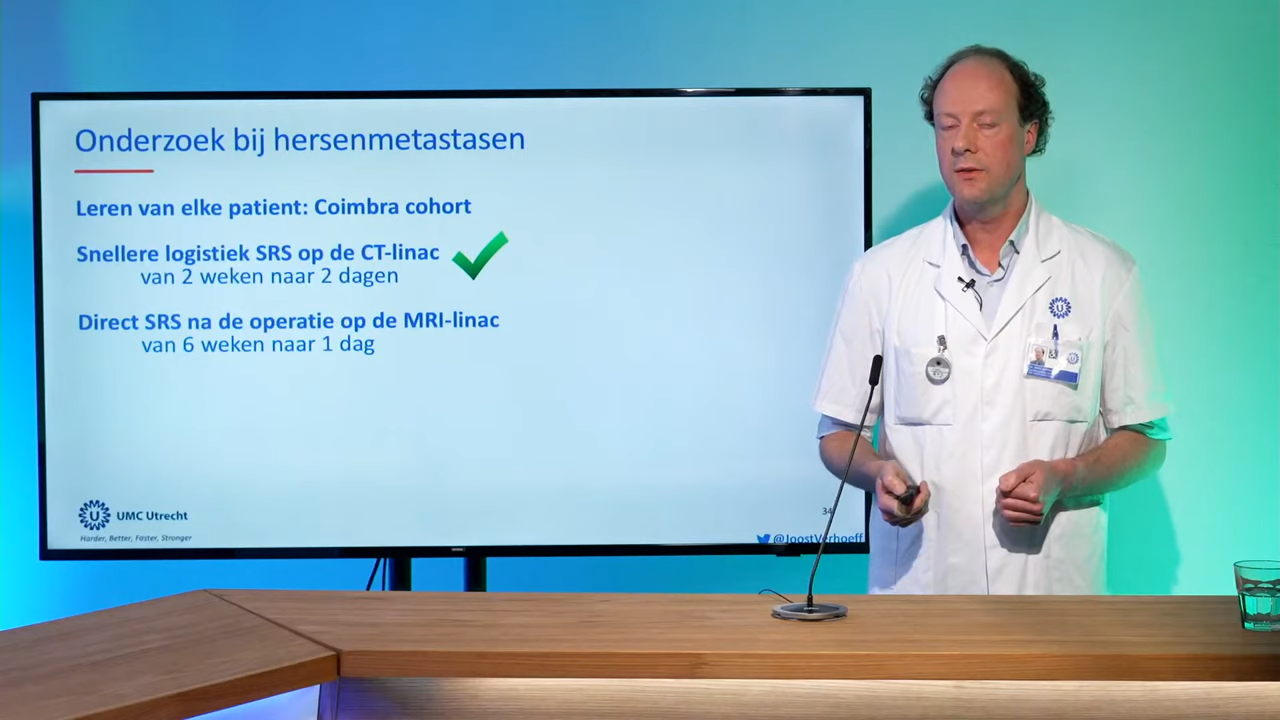 Onderzoek bij hersenmetastasen
Leren van elke patient: Coimbra cohort
Snellere logistiek SRS op de CT-linac
van 2 weken naar 2 dagen
Direct SRS na de operatie op de MRI-linac
van 6 weken naar 1 dag
U
UMC Utrecht
Harder, Better, Faster, Stronger
34
@JoostVerhoeff